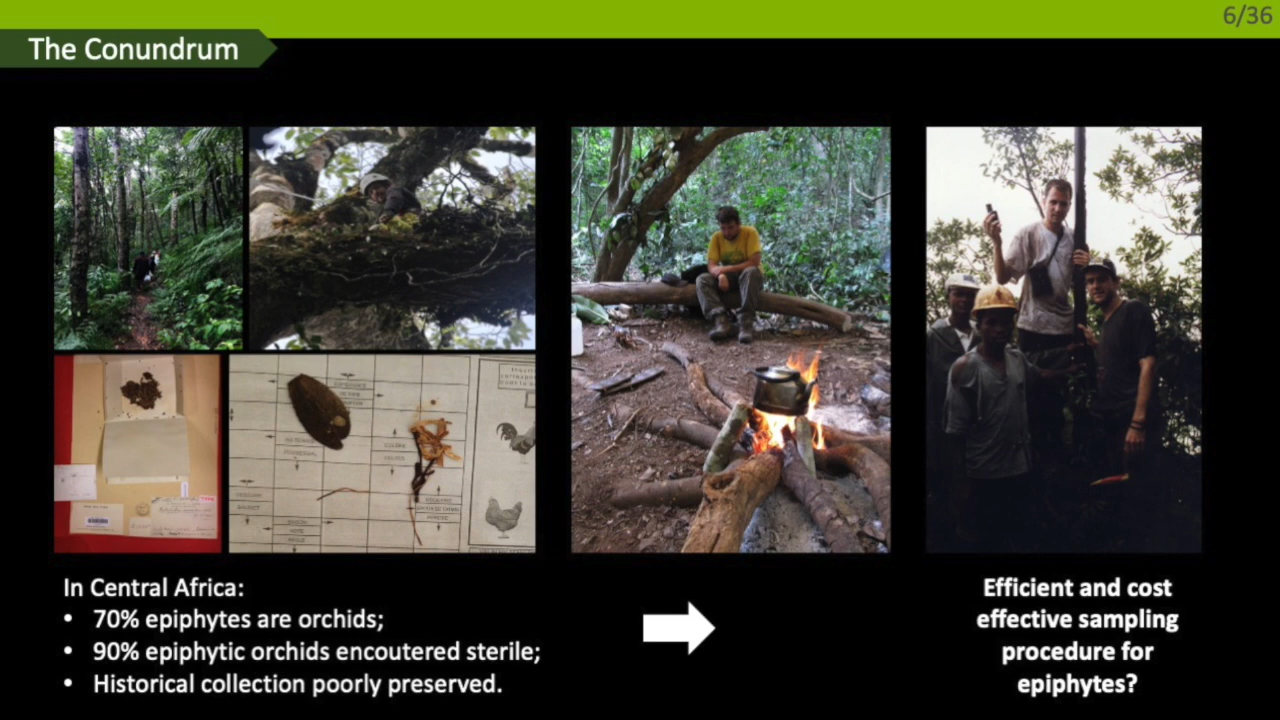 6/36
The Conundrum
In Central Africa:
• 70% epiphytes are orchids;
• 90% epiphytic orchids encoutered sterile;
• Historical collection poorly preserved.
Efficient and cost
effective sampling
procedure for
epiphytes?